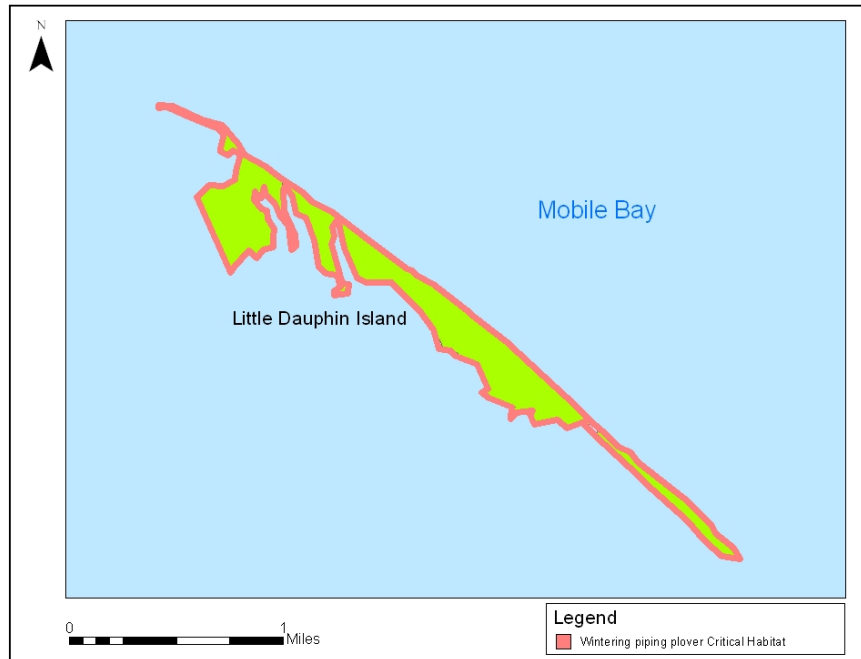 N
Mobile Bay
Little Dauphin Island
0 1
Miles
Legend
Wintering piping plover Critical Habitat